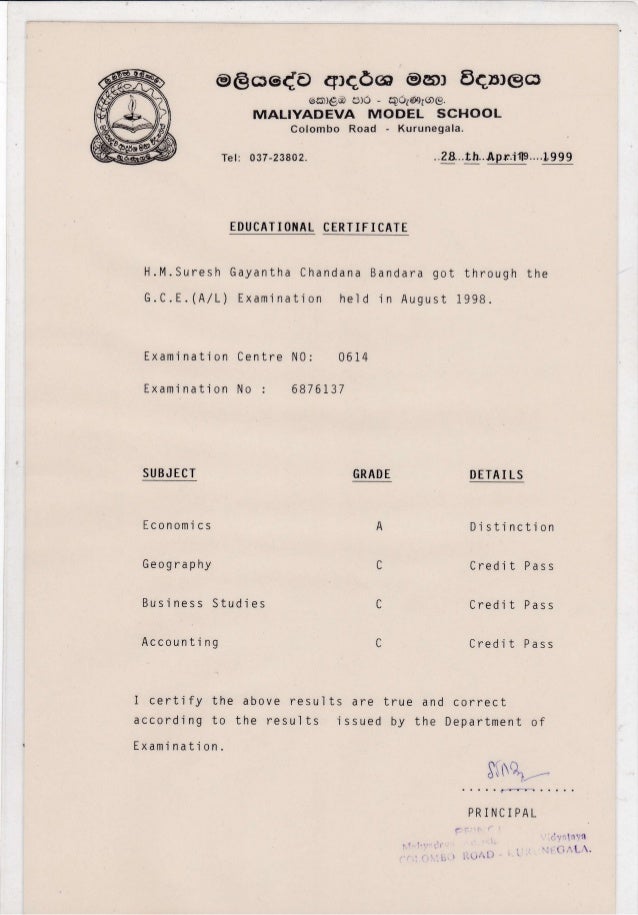 මලියදේව ආදර්ශ මහා විද්‍යාලය
කොළඹ පාර - කුරුණෑගල.
MALIYADEVA MODEL SCHOOL
Colombo Road - Kurunegala.
Tel: 037-23802.
..28...th..April19....1999
EDUCATIONAL CERTIFICATE
H.M.Suresh Gayantha Chandana Bandara got through the
G.C.E.(A/L) Examination held in August 1998.
Examination Centre NO: 0614
Examination No : 6876137
SUBJECT GRADE DETAILS
Economics A Distinction
Geography C Credit Pass
Business Studies C Credit Pass
Accounting C Credit Pass
I certify the above results are true and correct
according to the results issued by the Department of
Examination.
PRINCIPAL
Vidyalaya
COLOMBO ROAD - KURUNEGALA.